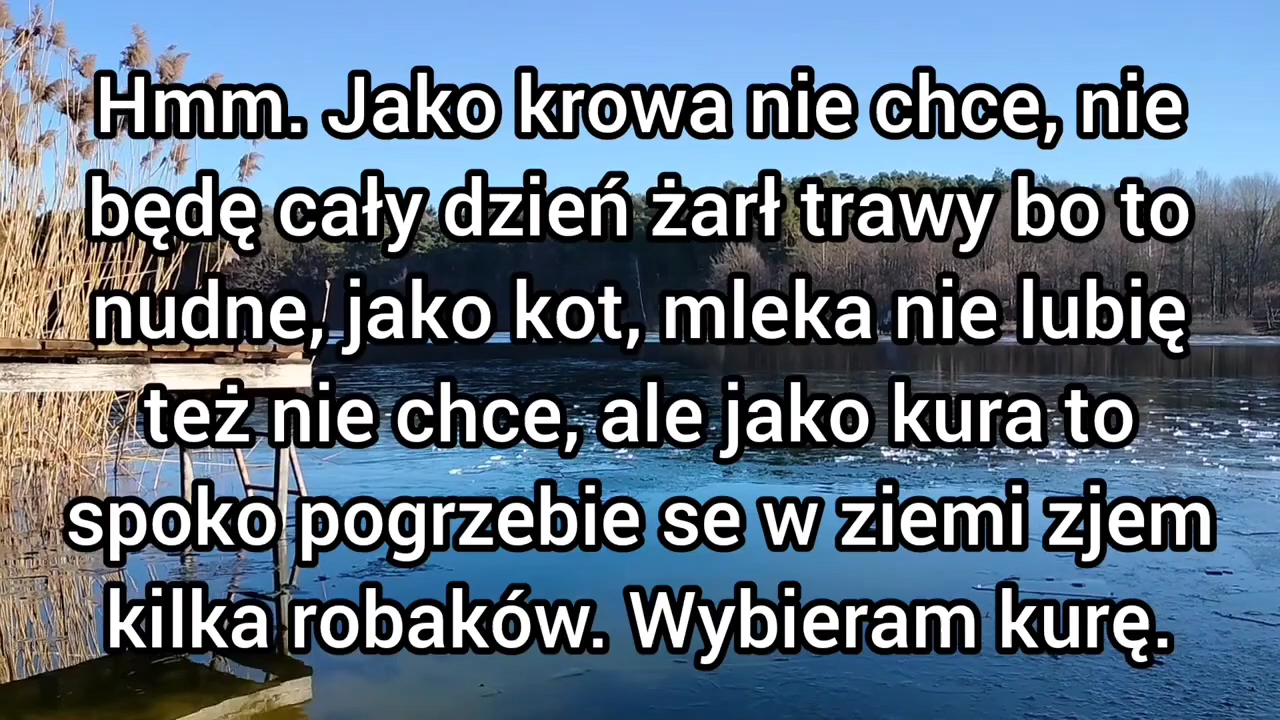 Hmm. Jako krowa nie chce, nie
będę cały dzień żarł trawy bo to
nudne, jako kot, mleka nie lubię
też nie chce, ale jako kura to
spoko pogrzebie se w ziemi zjem
kilka robaków. Wybieram kurę.